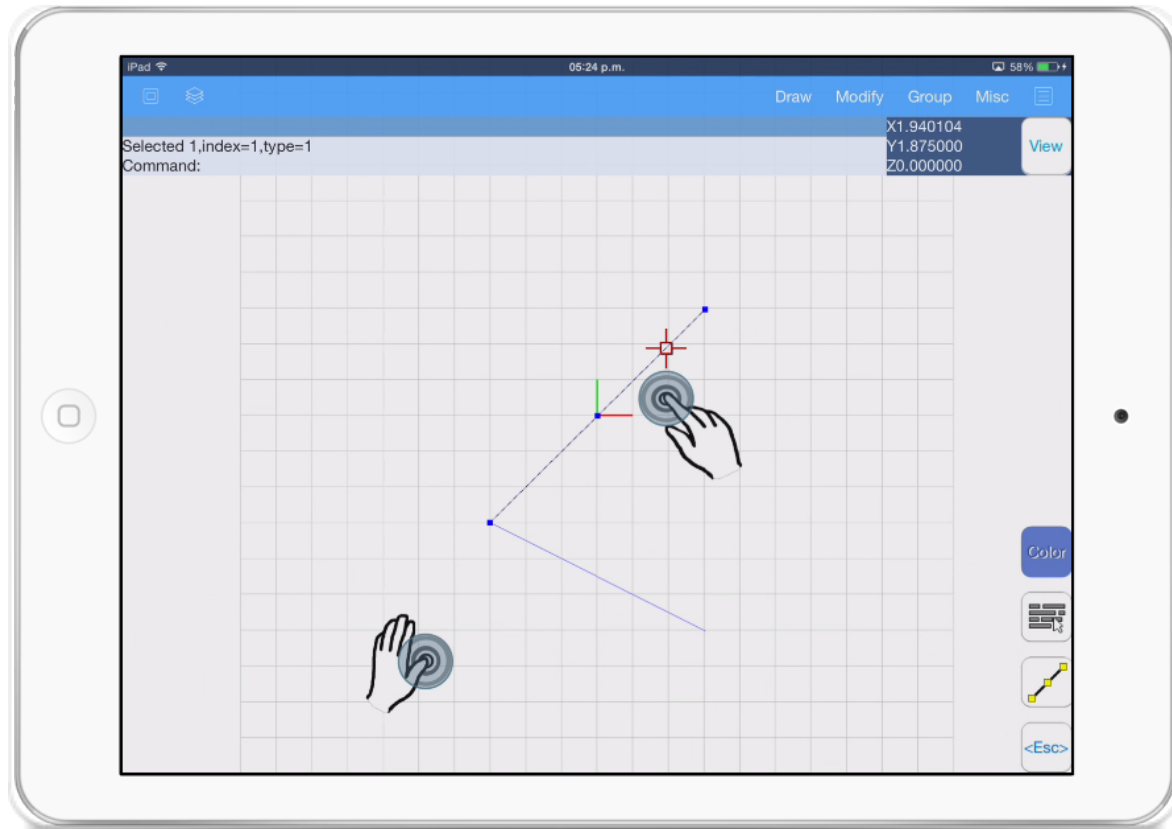 iPad 05:24 p.m. 58%
Draw Modify Group Misc
X1.940104
Selected 1,index=1,type=1 Y1.875000 View
Command: Z0.000000
Color
<Esc>